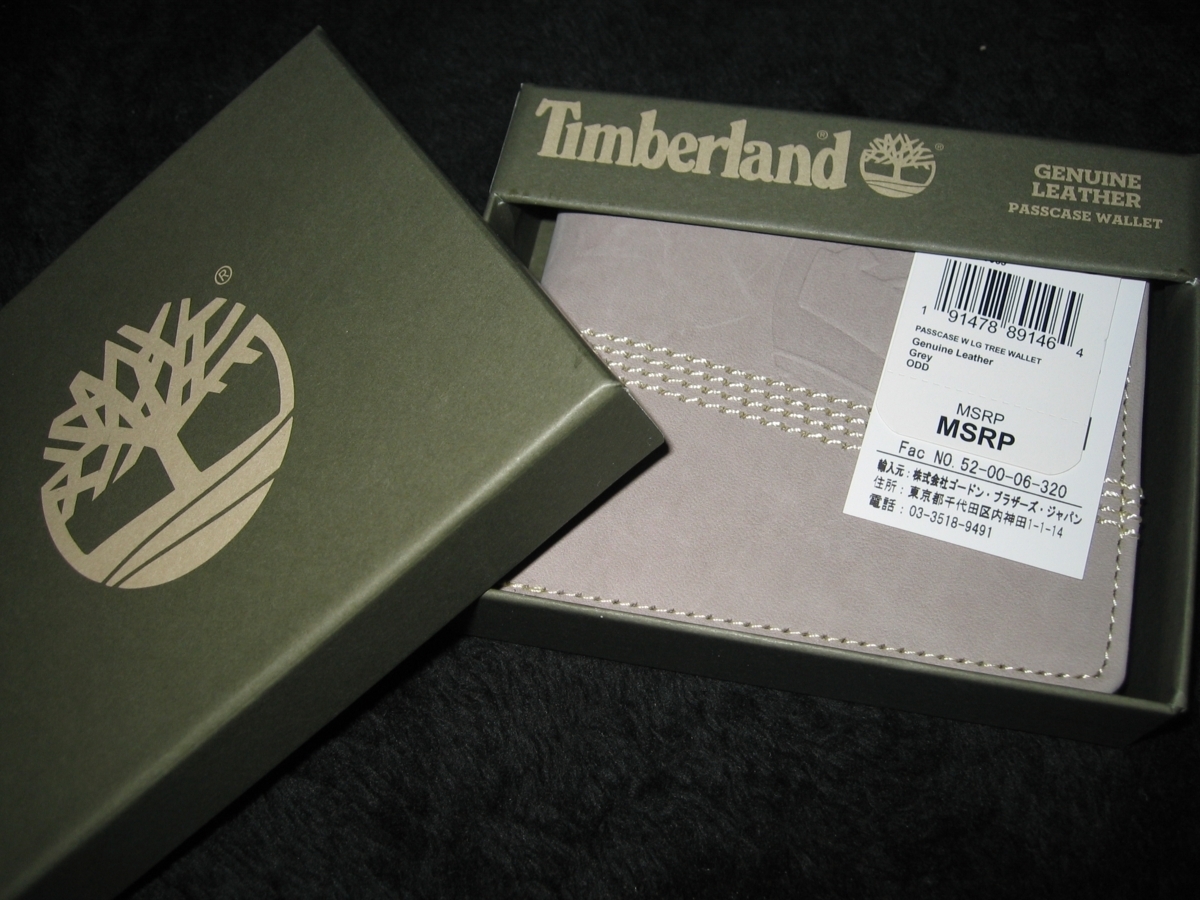 ®
Timberland® ®
GENUINE
LEATHER
PASSCASE WALLET
1 91478 89146 4
PASSCASE W LG TREE WALLET
Genuine Leather
Grey
ODD
MSRP
MSRP
Fac NO. 52-00-06-320
輸入元:株式会社ゴードン・ブラザーズ・ジャパン
住所:東京都千代田区内神田1-1-14
電話:03-3518-9491